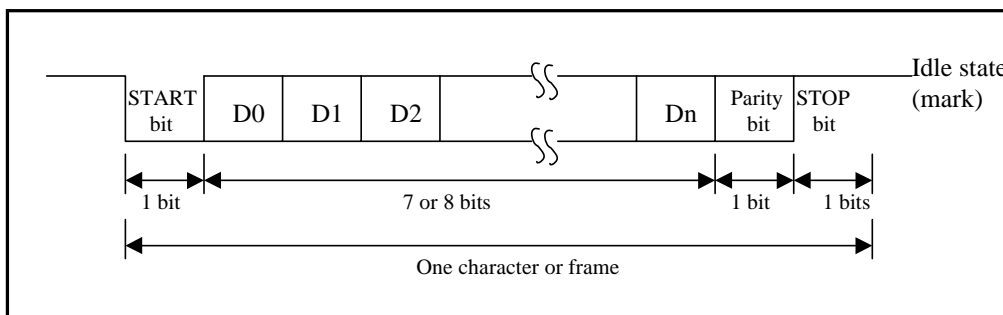 Idle state
(mark)
START
bit
D0
D1
D2
Dn
Parity
bit
STOP
bit
1 bit
7 or 8 bits
1 bit
1 bits
One character or frame